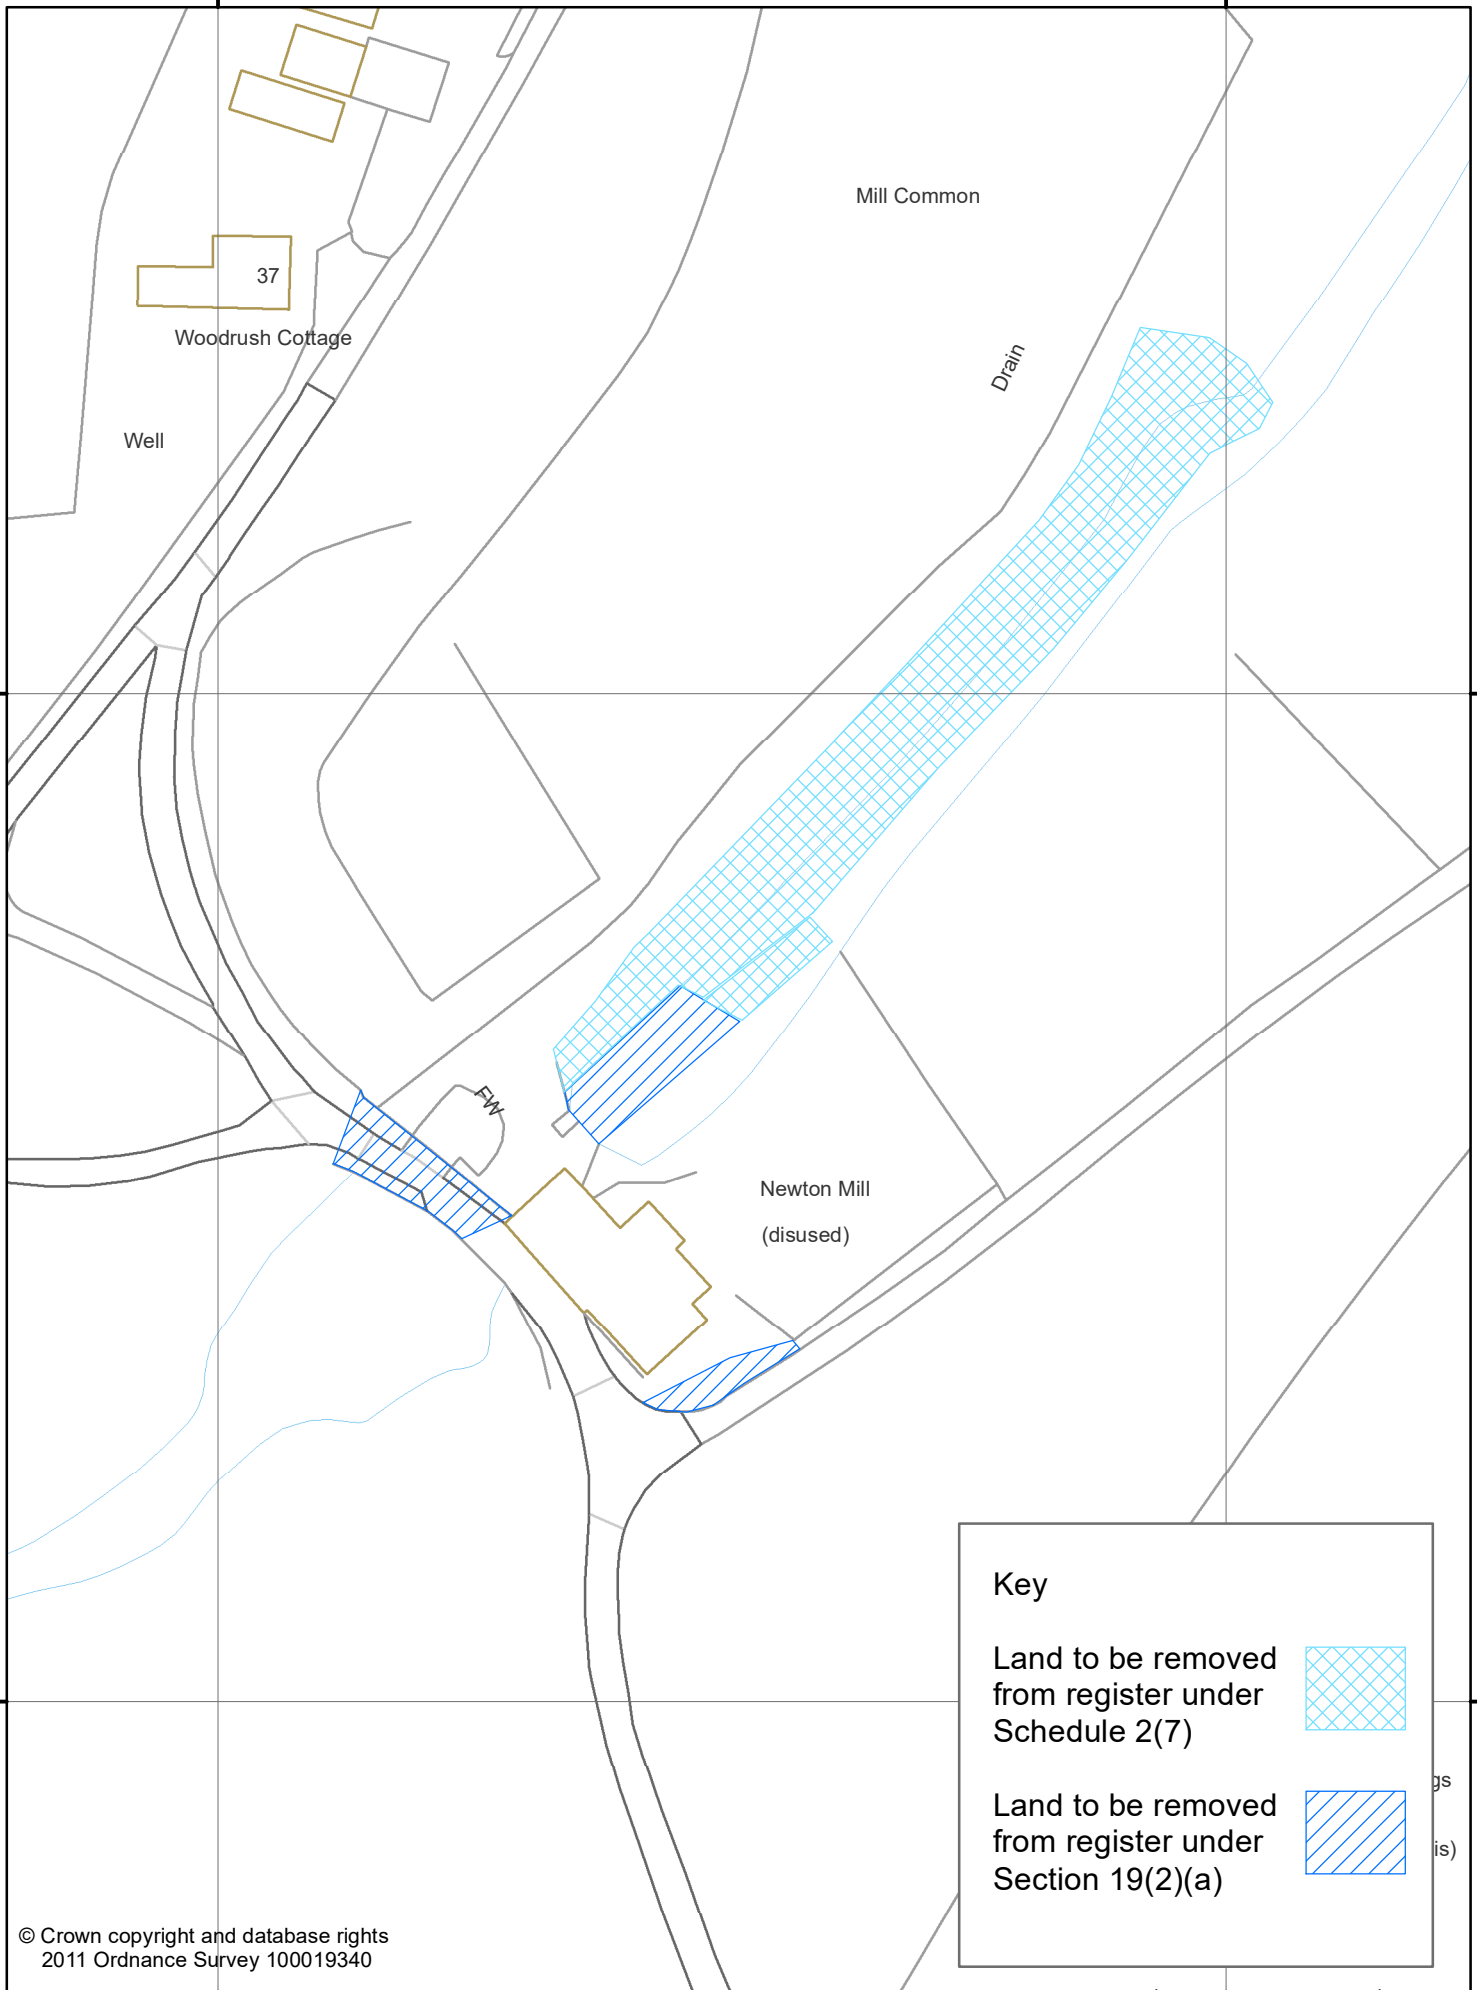 Mill Common
37
Woodrush Cottage
Drain
Well
FW
Newton Mill
(disused)
Key
Land to be removed
from register under
Schedule 2(7)
gs
Land to be removed
from register under
Section 19(2)(a)
is)
© Crown copyright and database rights
2011 Ordnance Survey 100019340